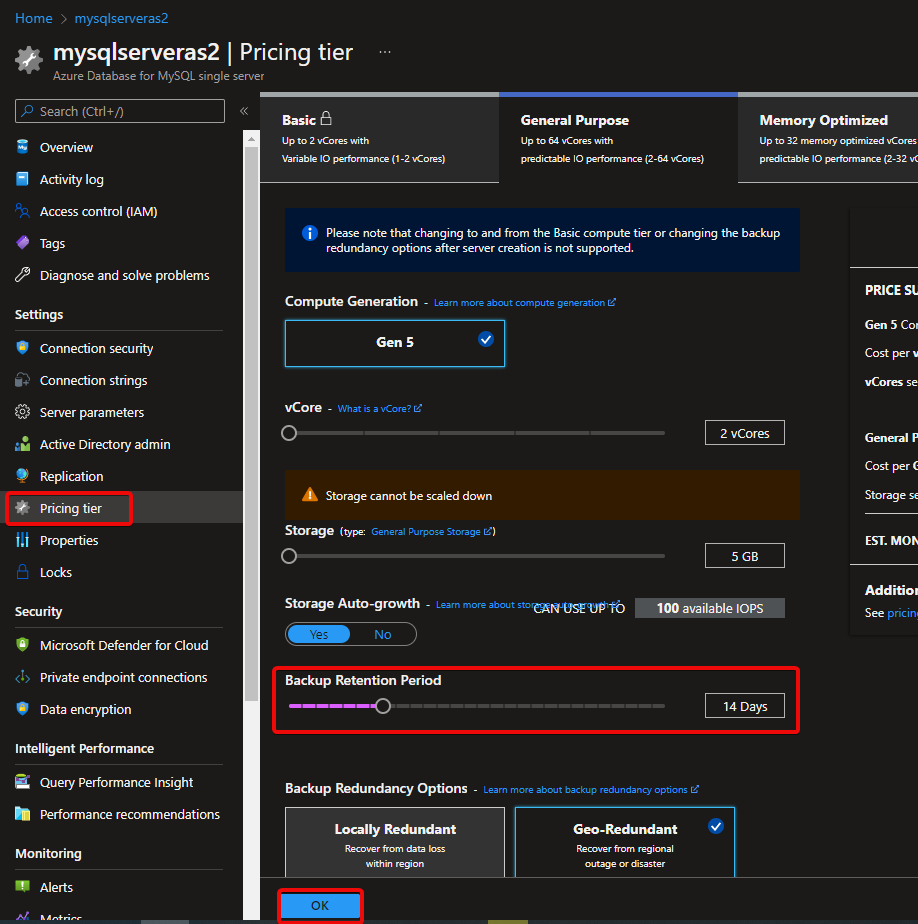 Home > mysqlserveras2
mysqlserveras2 | Pricing tier ...
Azure Database for MySQL single server
Search (Ctrl+/)
«
Overview
Activity log
Access control (IAM)
Tags
Diagnose and solve problems
Settings
Connection security
Connection strings
Server parameters
Active Directory admin
Replication
Pricing tier
Properties
Locks
Security
Microsoft Defender for Cloud
Private endpoint connections
Data encryption
Intelligent Performance
Query Performance Insight
Performance recommendations
Monitoring
Alerts
Metrics
Basic
Up to 2 vCores with
Variable IO performance (1-2 vCores)
General Purpose
Up to 64 vCores with
predictable IO performance (2-64 vCores)
Memory Optimized
Up to 32 memory optimized vCores
predictable IO performance (2-32 vC
Please note that changing to and from the Basic compute tier or changing the backup
redundancy options after server creation is not supported.
Compute Generation - Learn more about compute generation
Gen 5
vCore - What is a vCore?
2 vCores
Storage cannot be scaled down
Storage (type: General Purpose Storage)
5 GB
CAN USE UP TO 100 available IOPS
Storage Auto-growth - Learn more about storage auto-growth
Yes No
Backup Retention Period
14 Days
Backup Redundancy Options - Learn more about backup redundancy options
Locally Redundant
Recover from data loss
within region
Geo-Redundant
Recover from regional
outage or disaster
OK
PRICE SU
Gen 5 Co
Cost per v
vCores se
General P
Cost per G
Storage se
EST. MON
Addition
See pricin